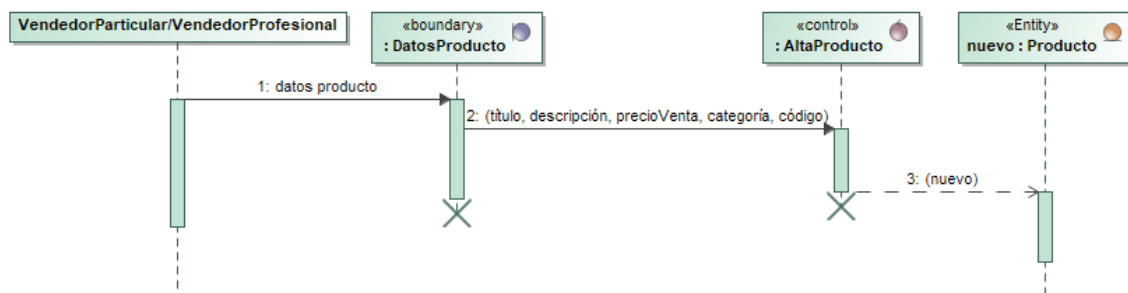 VendedorParticular/VendedorProfesional
«boundary»
: DatosProducto
«control»
: AltaProducto
«Entity»
nuevo : Producto
1: datos producto
2: (título, descripción, precioVenta, categoría, código)
3: (nuevo)